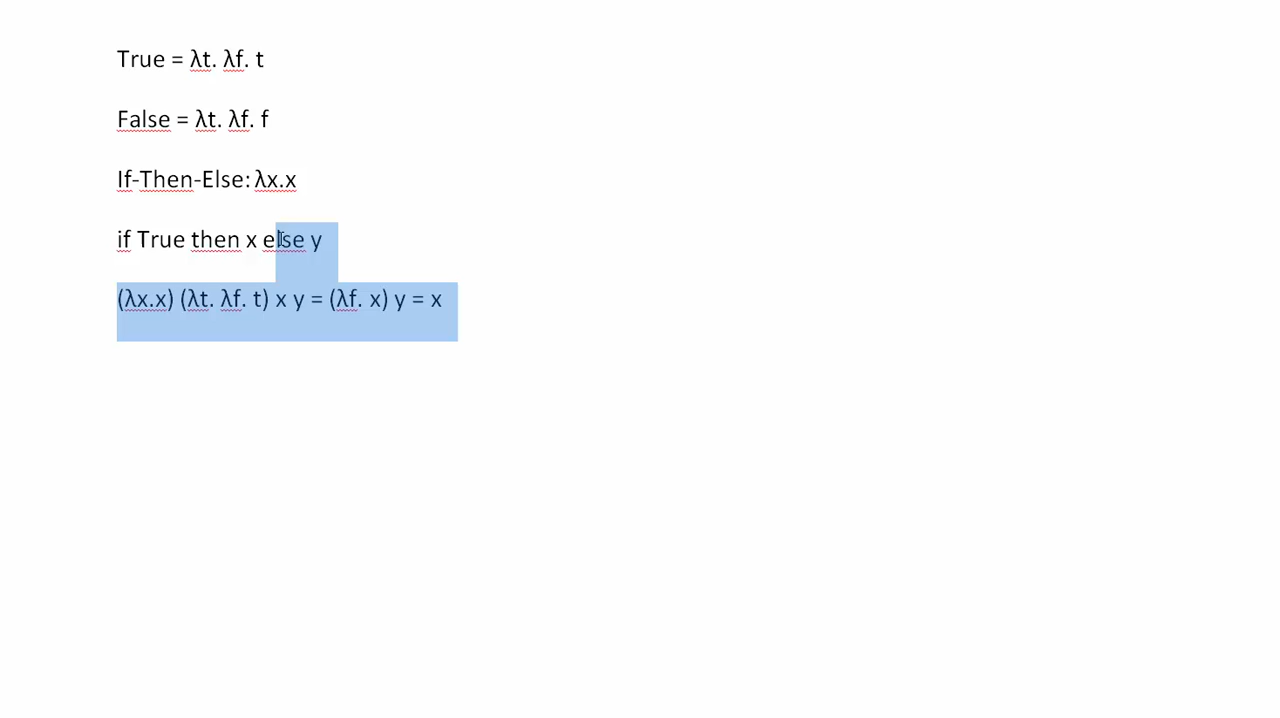 True = λt. λf. t
False = λt. λf. f
If-Then-Else: λx.x
if True then x else y
(λx.x) (λt. λf. t) x y = (λf. x) y = x